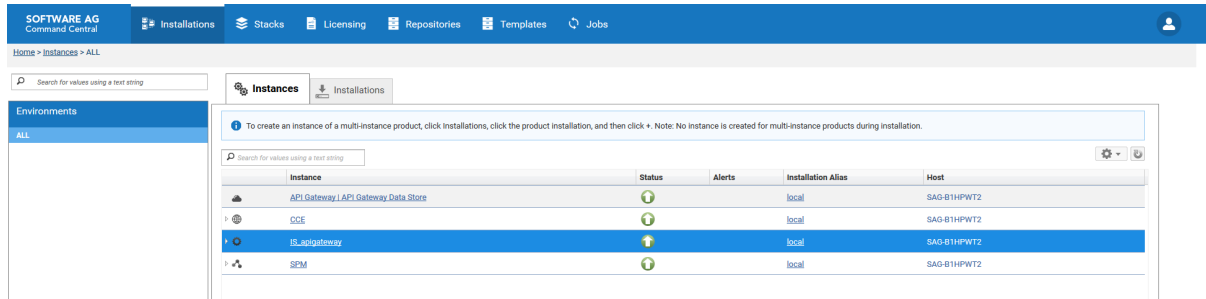 SOFTWARE AG
Command Central
Installations
Stacks
Licensing
Repositories
Templates
Jobs
Home > Instances > ALL
Search for values using a text string
Environments
ALL
Instances
Installations
To create an instance of a multi-instance product, click Installations, click the product installation, and then click +. Note: No instance is created for multi-instance products during installation.
Search for values using a text string
Instance Status Alerts Installation Alias Host
API Gateway | API Gateway Data Store local SAG-B1HPWT2
CCE local SAG-B1HPWT2
IS_apigateway local SAG-B1HPWT2
SPM local SAG-B1HPWT2